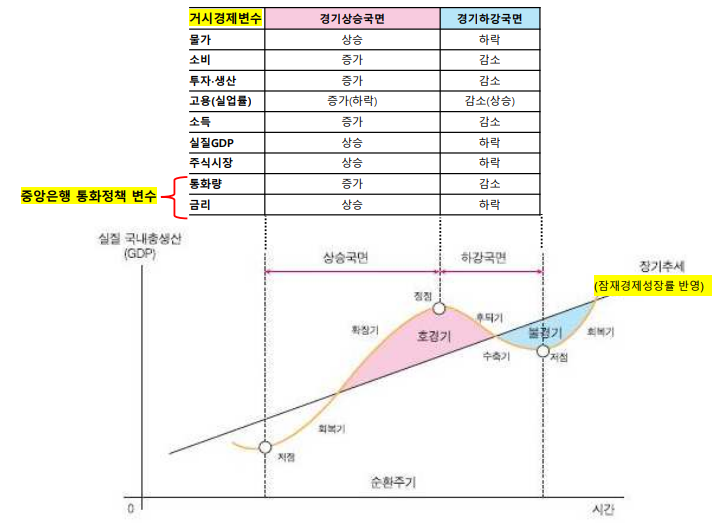 거시경제변수 경기상승국면 경기하강국면
물가 상승 하락
소비 증가 감소
투자·생산 증가 감소
고용(실업률) 증가(하락) 감소(상승)
소득 증가 감소
실질GDP 상승 하락
주식시장 상승 하락
통화량 증가 감소
금리 상승 하락
중앙은행 통화정책 변수
실질 국내총생산
(GDP)
상승국면 하강국면
장기추세
(잠재경제성장률 반영)
정점
후퇴기
확장기
호경기
불경기
회복기
수축기
저점
회복기
저점
순환주기
0
시간